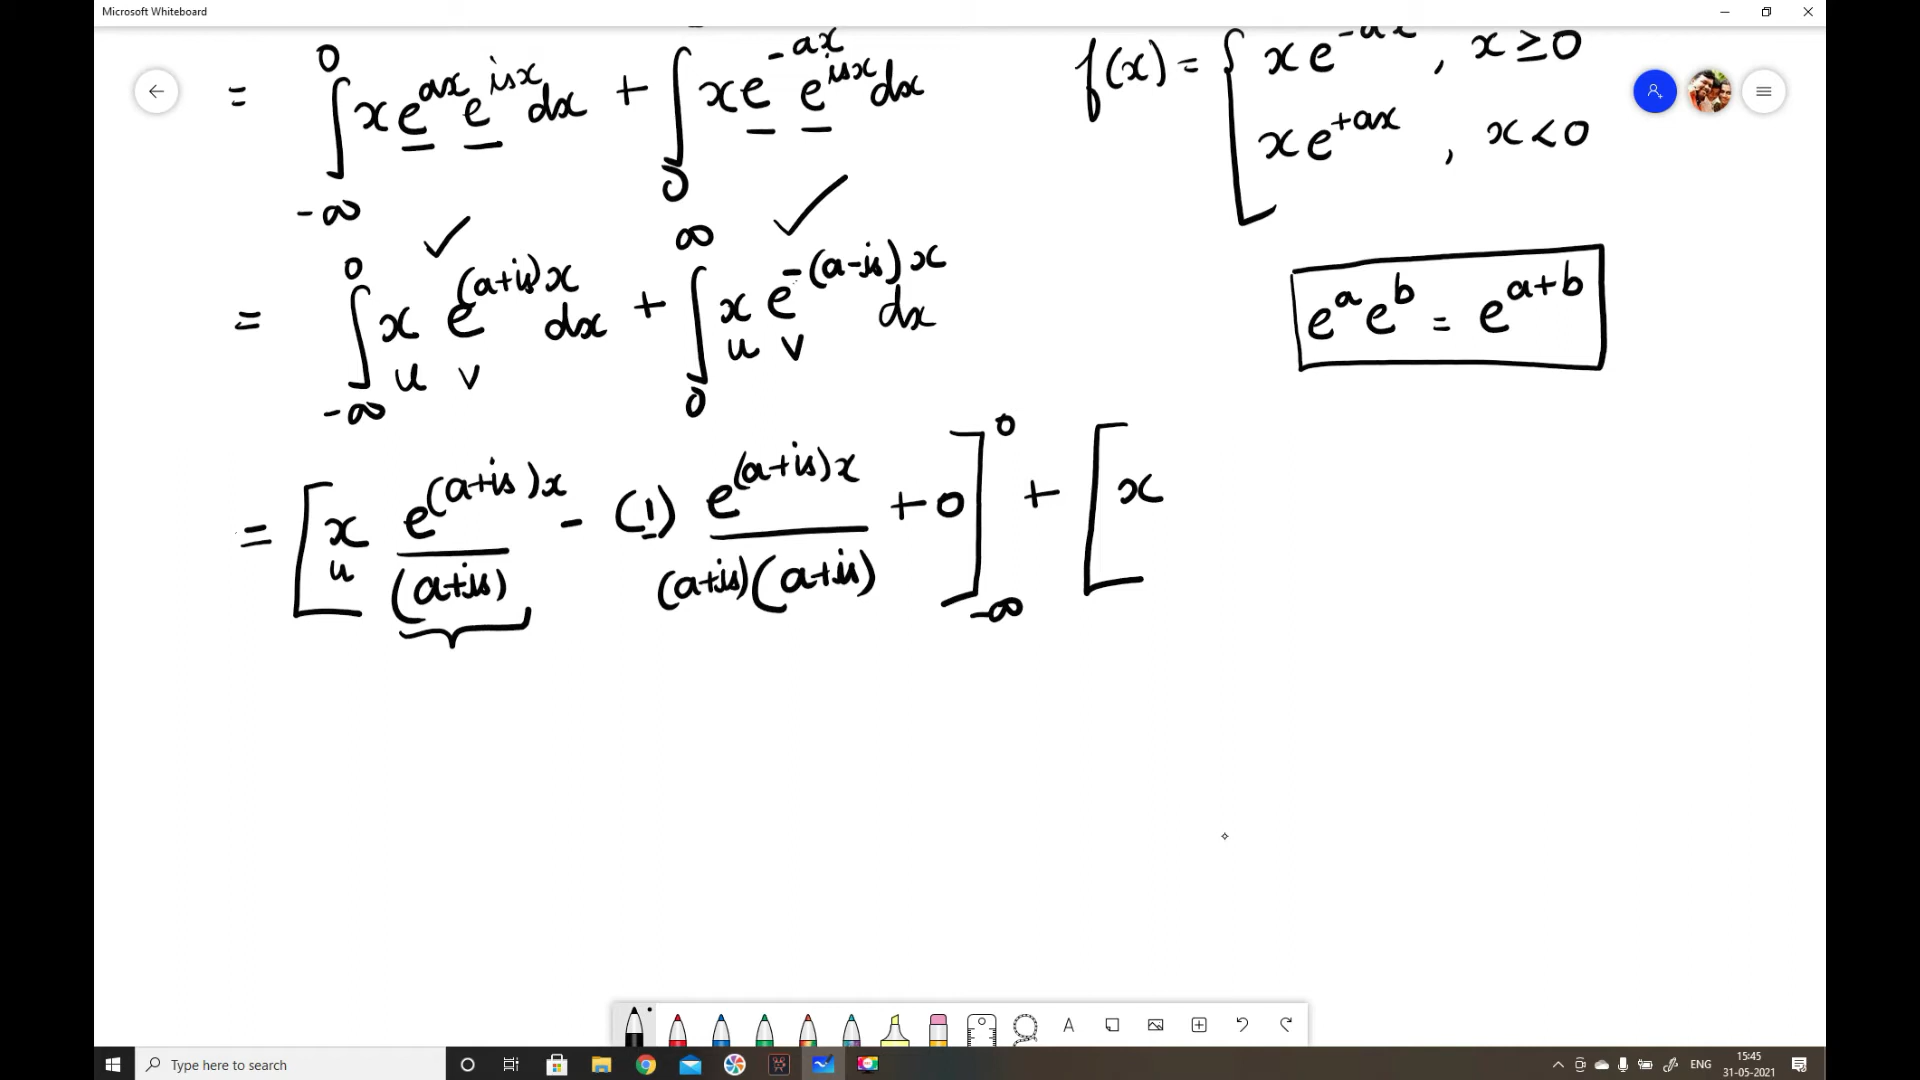 Microsoft Whiteboard
= ∫_{-∞}^{0} x e^{ax} e^{isx} dx + ∫_{0} x e^{-ax} e^{isx} dx
f(x) = { x e^{-ax} , x ≥ 0
x e^{+ax} , x < 0
= ∫_{-∞}^{0} x e^{(a+is)x} dx + ∫_{0}^{∞} x e^{-(a-is)x} dx
u v u v
e^a e^b = e^{a+b}
= [ x e^{(a+is)x} / (a+is) - (1) e^{(a+is)x} / (a+is)(a+is) + 0 ]_{-∞}^{0} + [ x
u
Type here to search
ENG
15:45
31-05-2021